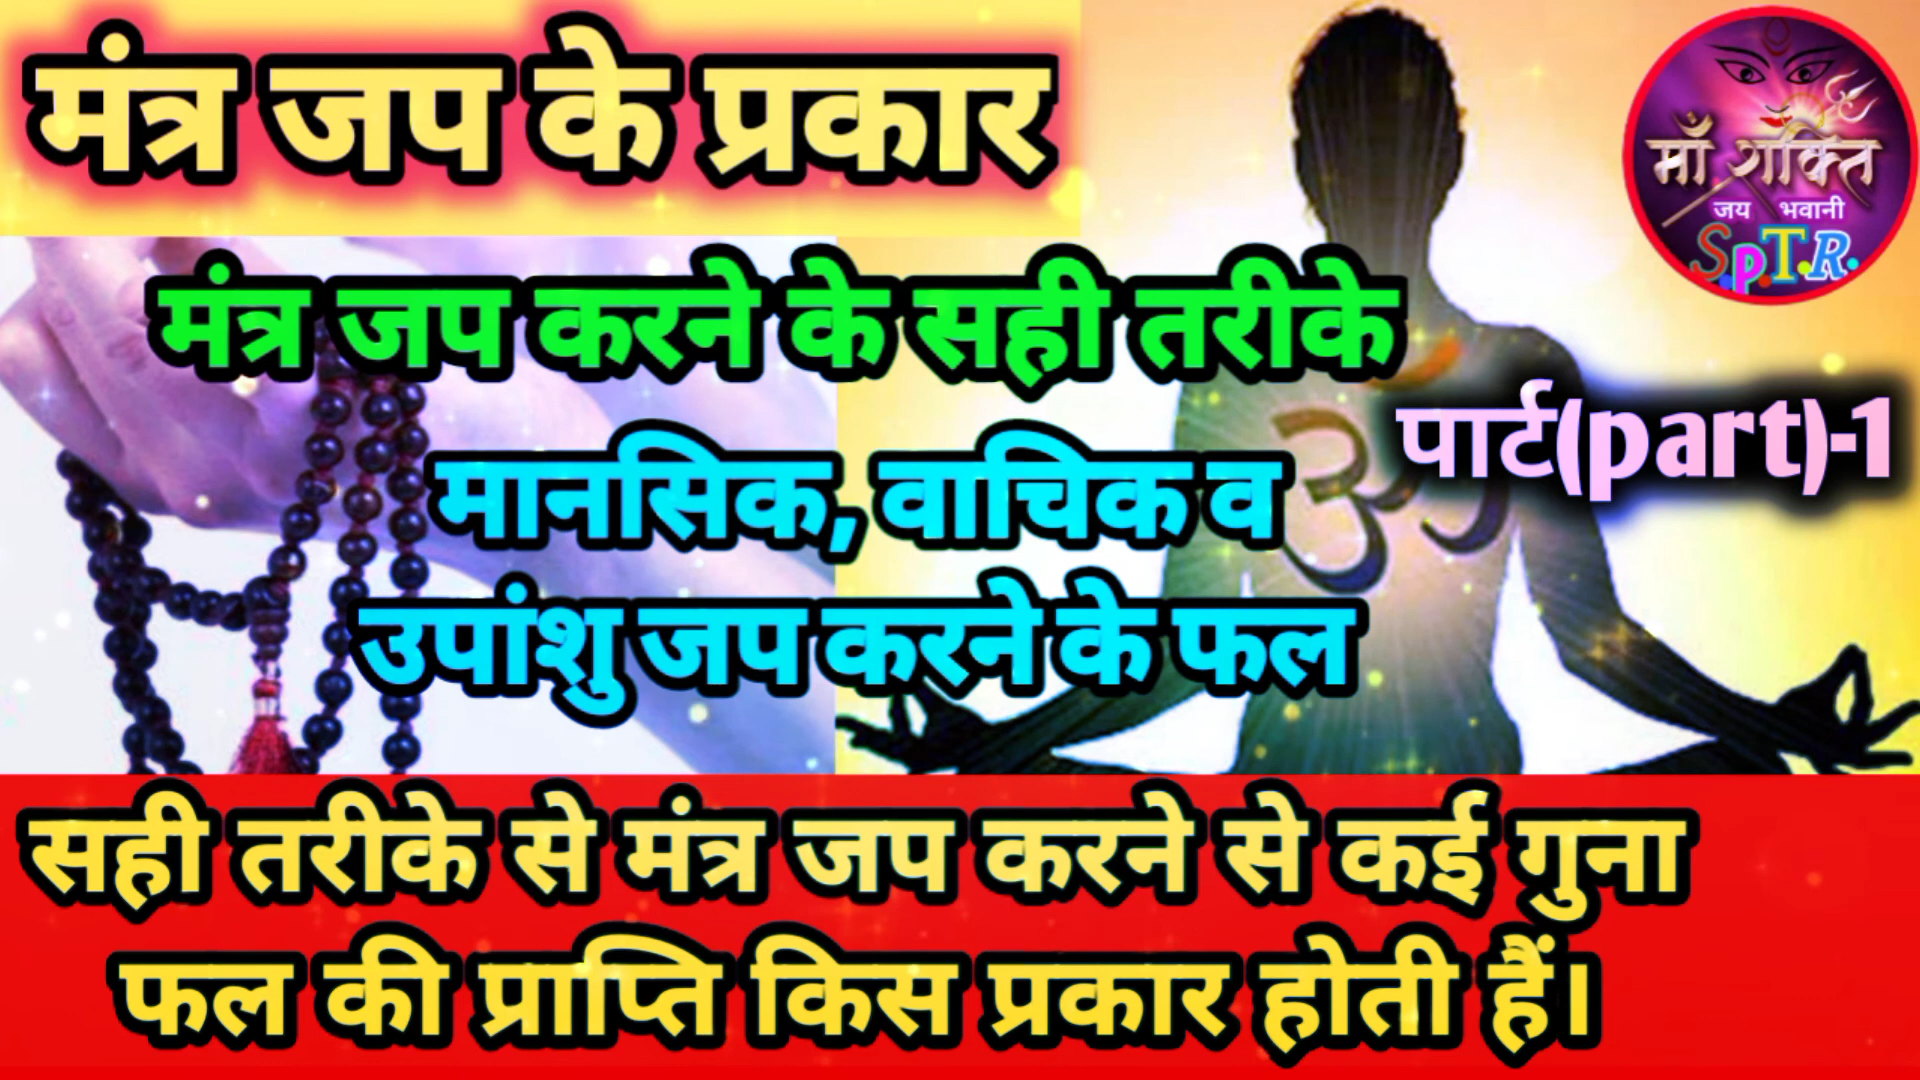 मंत्र जप के प्रकार
माँ शक्ति
जय भवानी
S.P.T.R.
मंत्र जप करने के सही तरीके
पार्ट(part)-1
मानसिक, वाचिक व
उपांशु जप करने के फल
सही तरीके से मंत्र जप करने से कई गुना
फल की प्राप्ति किस प्रकार होती हैं।